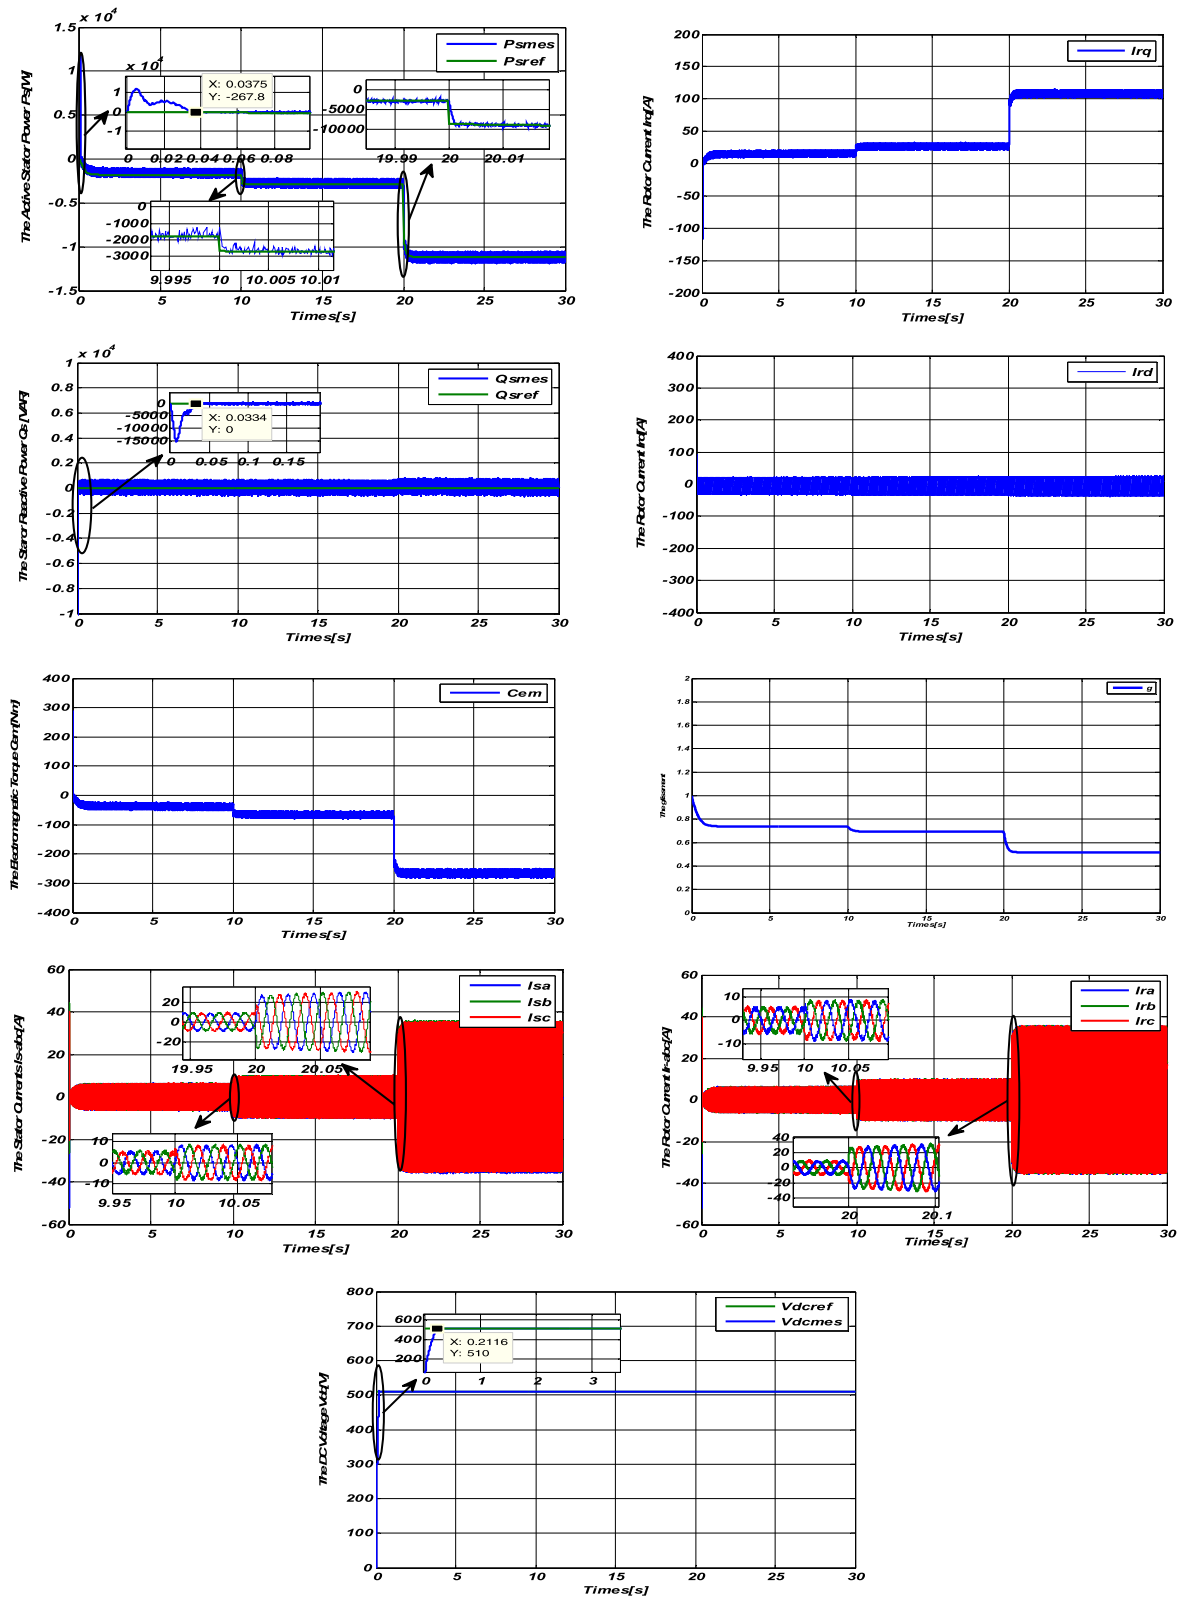 x 10⁴
1.5
1
0.5
0
-0.5
-1
-1.5
0 5 10 15 20 25 30
Times[s]
The Active Stator Power Ps[W]
Psmes
Psref
x 10⁴
1
0
-1
0 0.02 0.04 0.06 0.08
X: 0.0375
Y: -267.8
0
-5000
-10000
19.99 20 20.01
0
-1000
-2000
-3000
9.995 10 10.005 10.01
200
150
100
50
0
-50
-100
-150
-200
0 5 10 15 20 25 30
Times[s]
The Rotor Current Irq[A]
Irq
x 10⁴
1
0.8
0.6
0.4
0.2
0
-0.2
-0.4
-0.6
-0.8
-1
0 5 10 15 20 25 30
Times[s]
The Stator Reactive Power Qs [VAR]
Qsmes
Qsref
0
-5000
-10000
-15000
0 0.05 0.1 0.15
X: 0.0334
Y: 0
400
300
200
100
0
-100
-200
-300
-400
0 5 10 15 20 25 30
Times[s]
The Rotor Current Ird[A]
Ird
400
300
200
100
0
-100
-200
-300
-400
0 5 10 15 20 25 30
Times[s]
The Electromagnetic Torque Cem[Nm]
Cem
2
1.8
1.6
1.4
1.2
1
0.8
0.6
0.4
0.2
0
0 5 10 15 20 25 30
Times[s]
g
60
40
20
0
-20
-40
-60
0 5 10 15 20 25 30
Times[s]
The Stator Currents Is-abc[A]
Isa
Isb
Isc
20
0
-20
19.95 20 20.05
10
0
-10
9.95 10 10.05
60
40
20
0
-20
-40
-60
0 5 10 15 20 25 30
Times[s]
The Rotor Current Ir-abc[A]
Ira
Irb
Irc
10
0
-10
9.95 10 10.05
40
20
0
-20
-40
20 20.1
800
700
600
500
400
300
200
100
0
0 5 10 15 20 25 30
Times[s]
The DC Voltage Vdc[V]
Vdcref
Vdcmes
600
400
200
0 1 2 3
X: 0.2116
Y: 510